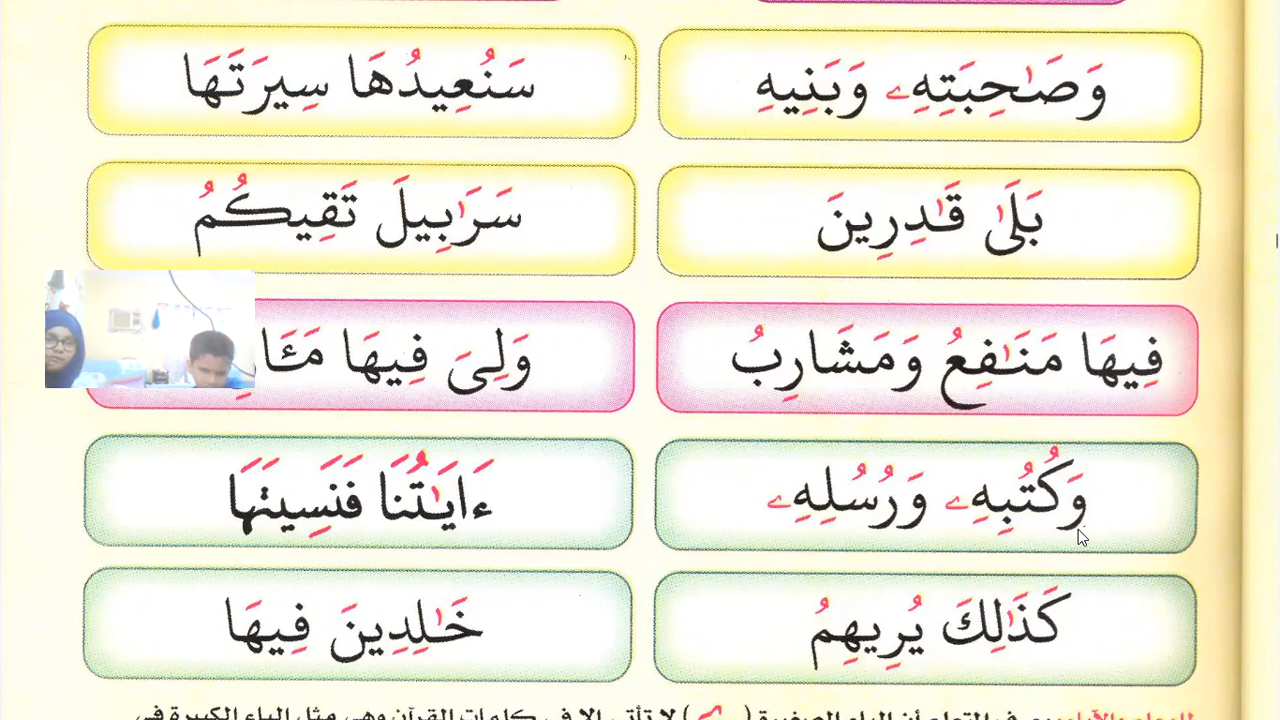 وَصَٰحِبَتِهِۦ وَبَنِيهِ
سَنُعِيدُهَا سِيرَتَهَا
بَلَىٰ قَٰدِرِينَ
سَرَٰبِيلَ تَقِيكُمُ
فِيهَا مَنَٰفِعُ وَمَشَارِبُ
وَلِىَ فِيهَا
وَكُتُبِهِۦ وَرُسُلِهِۦ
ءَايَٰتُنَا فَنَسِيتَهَا
كَذَٰلِكَ يُرِيهِمُ
خَٰلِدِينَ فِيهَا